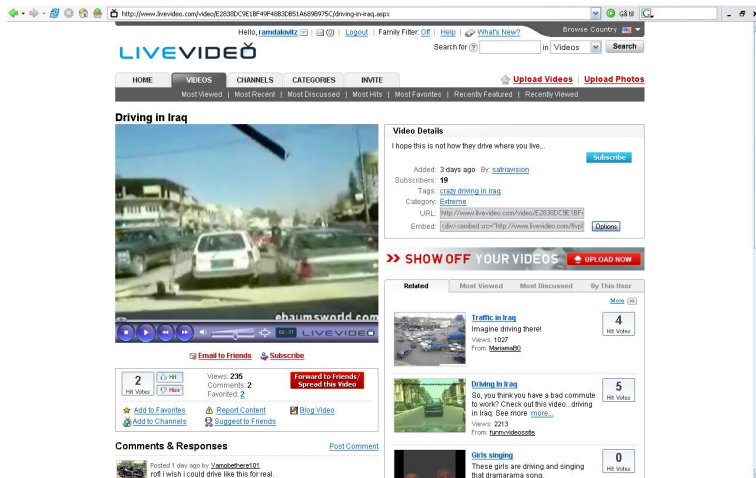 http://www.livevideo.com/video/E2838DC9E1BF49F48B3DB51A689B975C/driving-in-iraq.aspx
Gå til
Hello, ramdalovitz (0) | Logout | Family Filter: Off | Help | What's New?
Browse Country
LIVEVIDEO
Search for (?) in Videos Search
HOME VIDEOS CHANNELS CATEGORIES INVITE
Upload Videos | Upload Photos
Most Viewed | Most Recent | Most Discussed | Most Hits | Most Favorites | Recently Featured | Recently Viewed
Driving in Iraq
ebaumsworld.com
LIVEVIDEO
Email to Friends Subscribe
2
Hit Votes
Hit
Hiss
Views: 235
Comments: 2
Favorited: 2
Forward to Friends/
Spread this Video
Add to Favorites Report Content Blog Video
Add to Channels Suggest to Friends
Comments & Responses Post Comment
Posted 1 day ago by Yamobethere101
rofl i wish i could drive like this for real.
Video Details
I hope this is not how they drive where you live...
Subscribe
Added: 3 days ago By: satriavision
Subscribers: 19
Tags: crazy driving in iraq
Category: Extreme
URL: http://www.livevideo.com/video/E2838DC9E1BF
Embed: <div><embed src="http://www.livevideo.com/flvpl Options
>> SHOW OFF YOUR VIDEOS UPLOAD NOW
Related Most Viewed Most Discussed By This User
More
Traffic in Iraq
Imagine driving there!
Views: 1027
From: MariamaB0
4
Hit Votes
Driving In Iraq
So, you think you have a bad commute
to work? Check out this video...driving
in Iraq. See more more...
Views: 2213
From: funnyvideossite
5
Hit Votes
Girls singing
These girls are driving and singing
that dramarama song.
0
Hit Votes